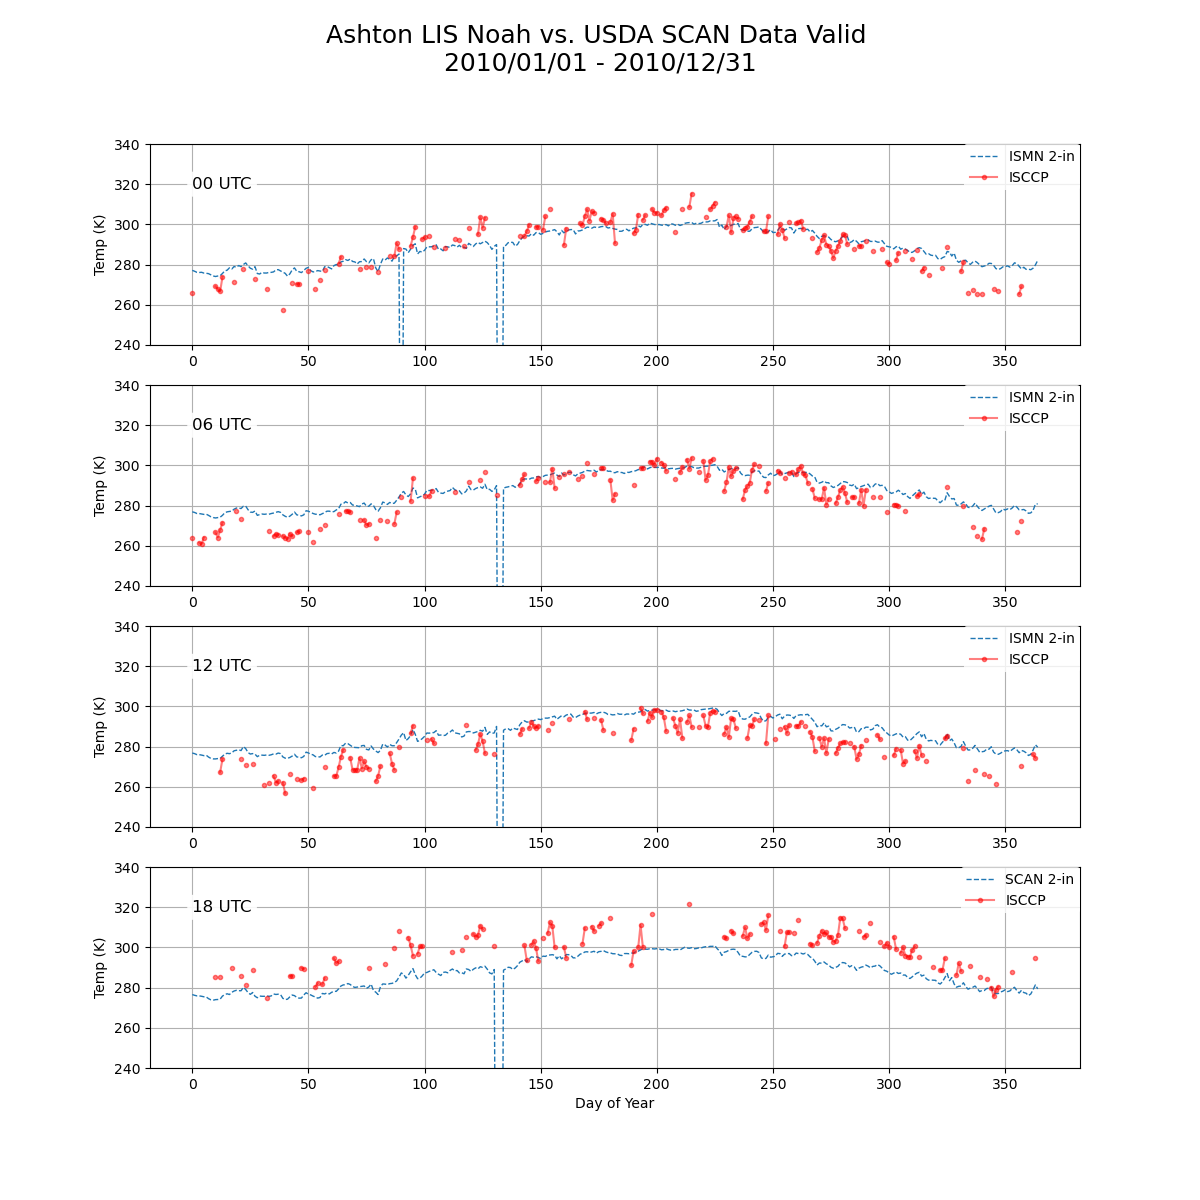 Ashton LIS Noah vs. USDA SCAN Data Valid
2010/01/01 - 2010/12/31
340
320
300
280
260
240
Temp (K)
00 UTC
ISMN 2-in
ISCCP
0 50 100 150 200 250 300 350
340
320
300
280
260
240
Temp (K)
06 UTC
ISMN 2-in
ISCCP
0 50 100 150 200 250 300 350
340
320
300
280
260
240
Temp (K)
12 UTC
ISMN 2-in
ISCCP
0 50 100 150 200 250 300 350
340
320
300
280
260
240
Temp (K)
18 UTC
SCAN 2-in
ISCCP
0 50 100 150 200 250 300 350
Day of Year